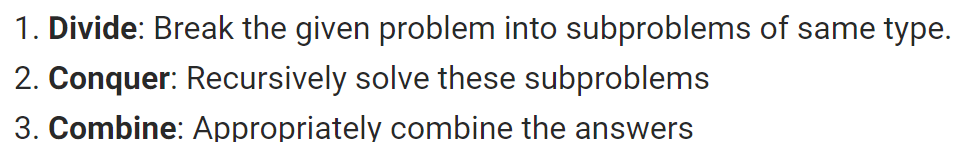 1. Divide: Break the given problem into subproblems of same type.
2. Conquer: Recursively solve these subproblems
3. Combine: Appropriately combine the answers